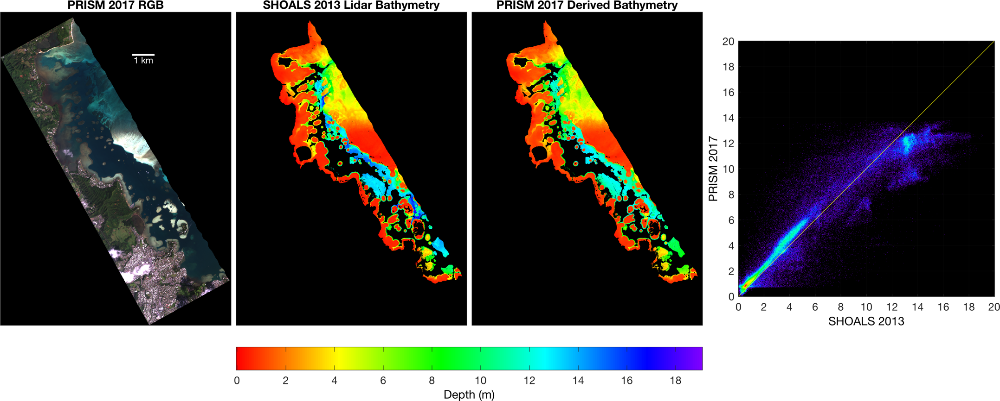 PRISM 2017 RGB
SHOALS 2013 Lidar Bathymetry
PRISM 2017 Derived Bathymetry
1 km
20
18
16
14
12
10
8
6
4
2
0
PRISM 2017
0 2 4 6 8 10 12 14 16 18 20
SHOALS 2013
0 2 4 6 8 10 12 14 16 18
Depth (m)